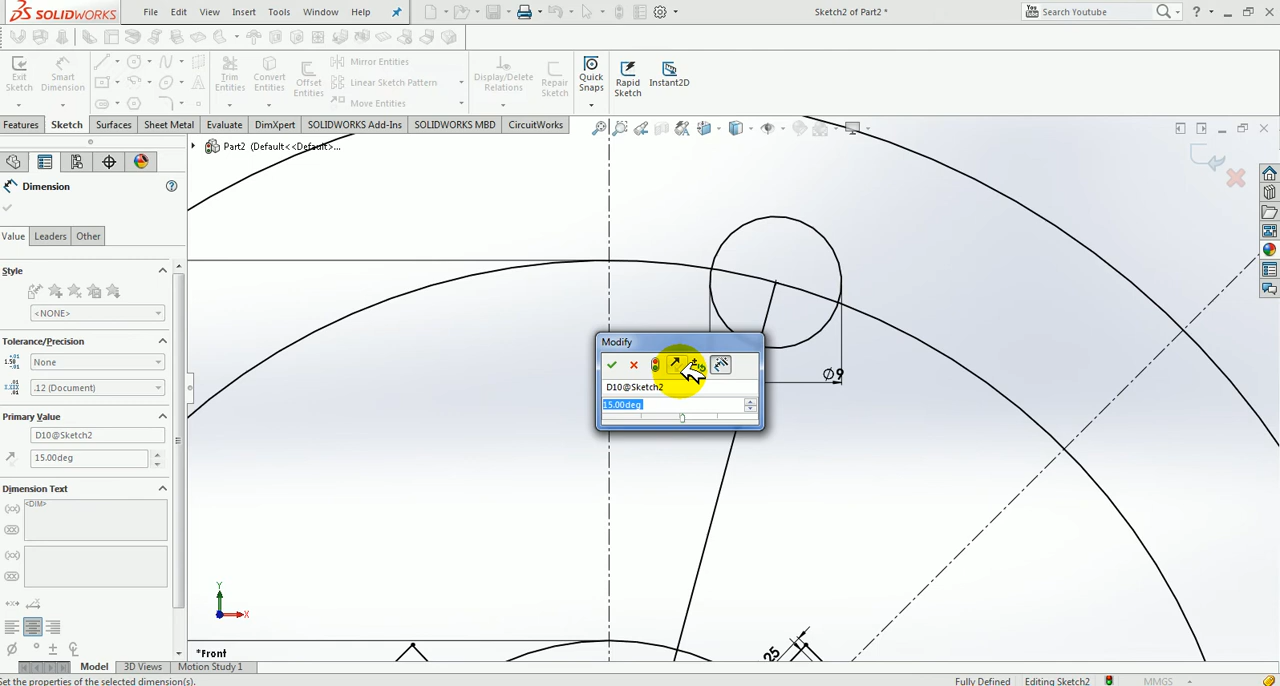 SOLIDWORKS File Edit View Insert Tools Window Help Sketch2 of Part2 * Search Youtube ?
Exit Sketch Smart Dimension Trim Entities Convert Entities Offset Entities Mirror Entities Linear Sketch Pattern Move Entities Display/Delete Relations Repair Sketch Quick Snaps Rapid Sketch Instant2D
Features Sketch Surfaces Sheet Metal Evaluate DimXpert SOLIDWORKS Add-Ins SOLIDWORKS MBD CircuitWorks
Part2 (Default<<Default>...
Dimension ?
Value Leaders Other
Style
<NONE>
Tolerance/Precision
None
.12 (Document)
Primary Value
D10@Sketch2
15.00deg
Dimension Text
<DIM>
Modify
D10@Sketch2
15.00deg
Ø9
25
Y
X
*Front
Model 3D Views Motion Study 1
Set the properties of the selected dimension(s). Fully Defined Editing Sketch2 MMGS